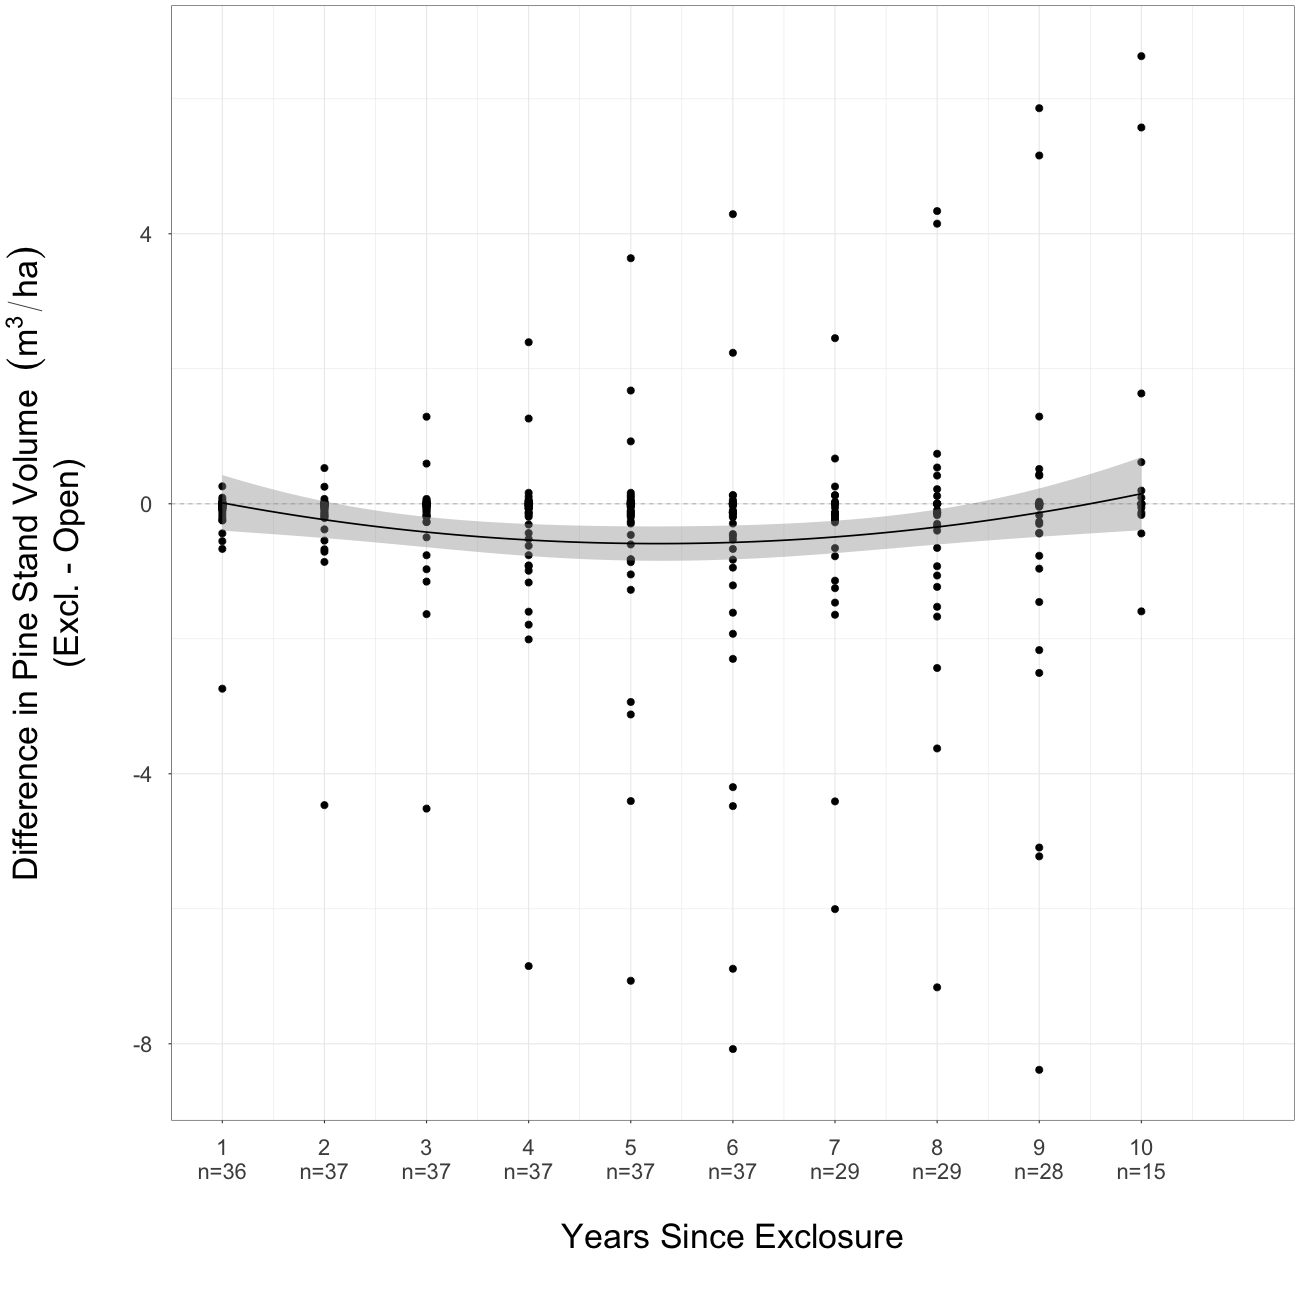 Difference in Pine Stand Volume (m³/ha)
(Excl. - Open)
4
0
-4
-8
1 2 3 4 5 6 7 8 9 10
n=36 n=37 n=37 n=37 n=37 n=37 n=29 n=29 n=28 n=15
Years Since Exclosure